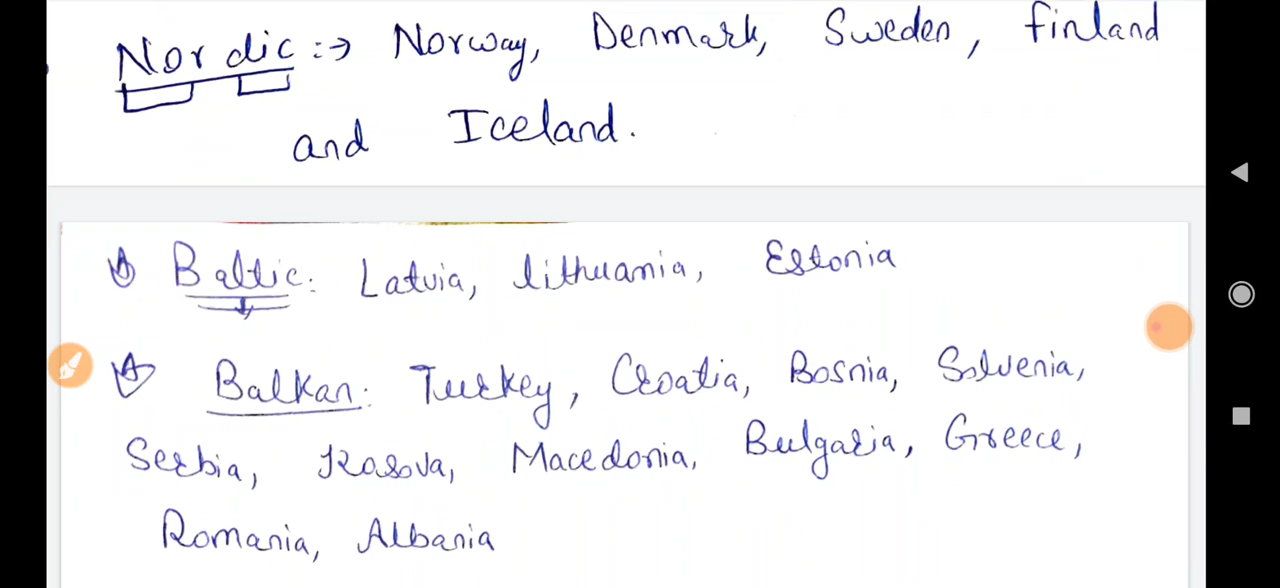 Nordic :→ Norway, Denmark, Sweden, finland
and Iceland.
Baltic: Latvia, lithuania, Estonia
Balkan: Turkey, Croatia, Bosnia, Solvenia,
Serbia, Kosova, Macedonia, Bulgaria, Greece,
Romania, Albania